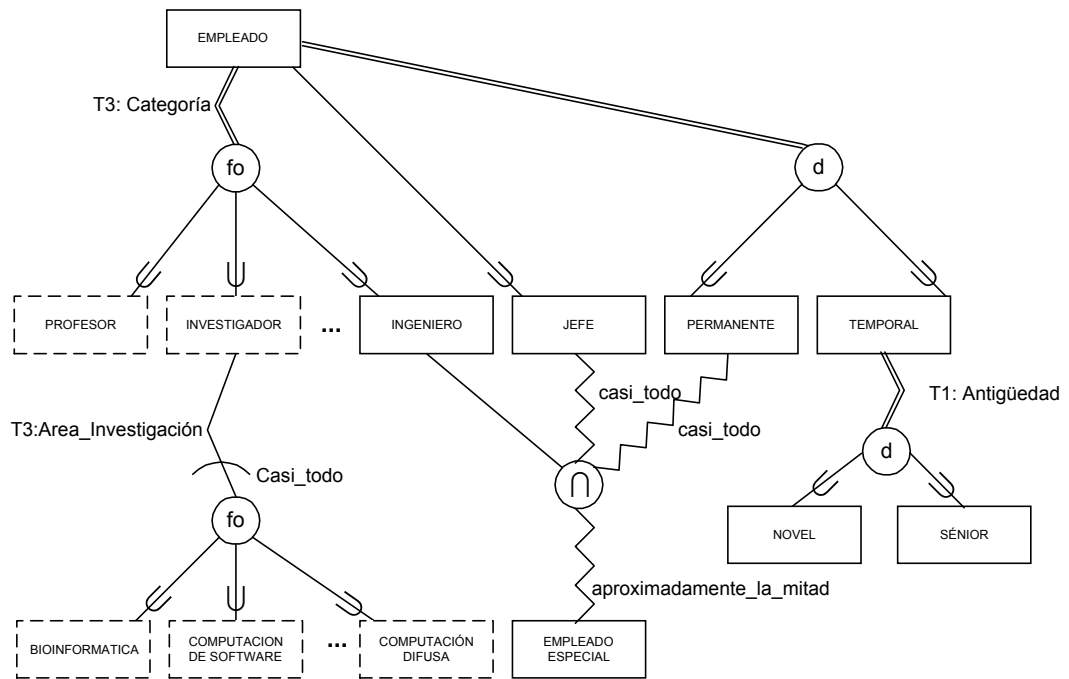 EMPLEADO
T3: Categoría
fo
d
PROFESOR
INVESTIGADOR
...
INGENIERO
JEFE
PERMANENTE
TEMPORAL
casi_todo
T1: Antigüedad
T3:Area_Investigación
casi_todo
d
Casi_todo
∩
fo
NOVEL
SÉNIOR
aproximadamente_la_mitad
BIOINFORMATICA
COMPUTACION
DE SOFTWARE
...
COMPUTACIÓN
DIFUSA
EMPLEADO
ESPECIAL